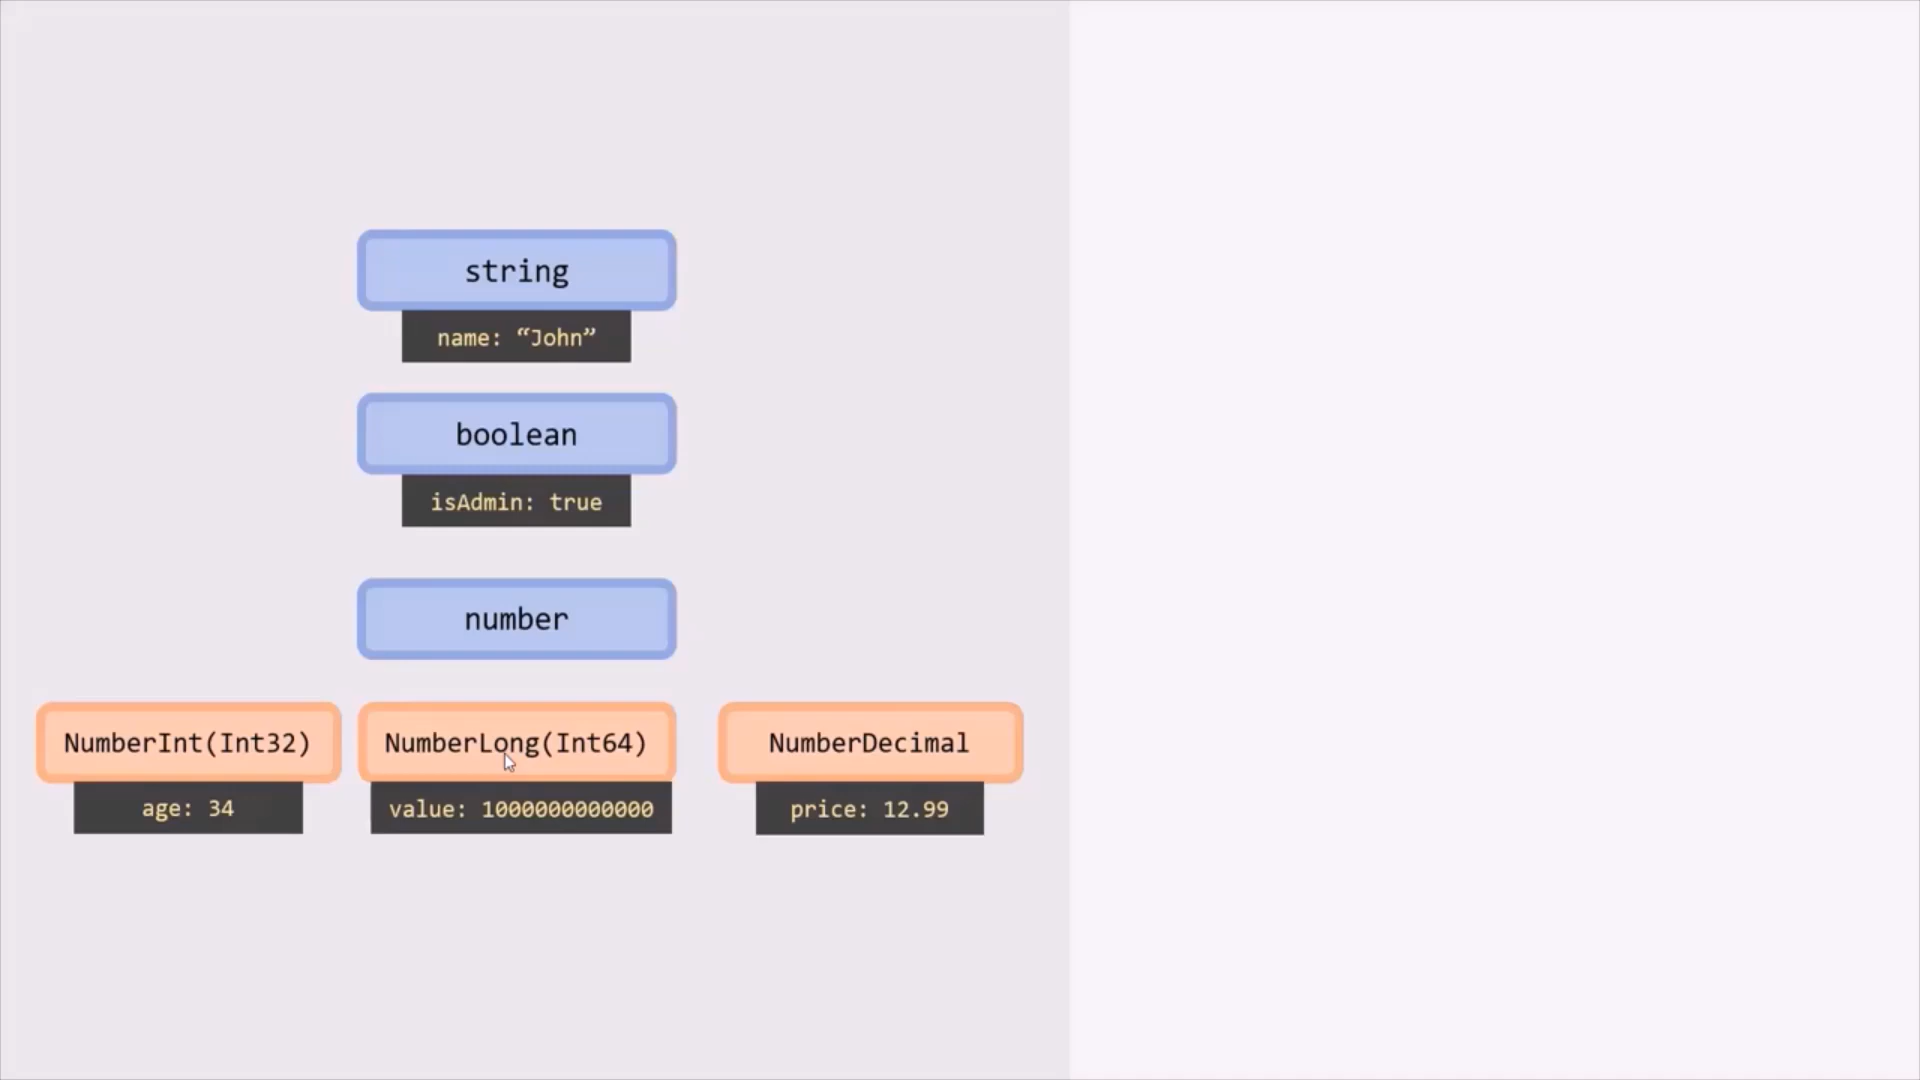 string
name: “John”
boolean
isAdmin: true
number
NumberInt(Int32)
NumberLong(Int64)
NumberDecimal
age: 34
value: 1000000000000
price: 12.99